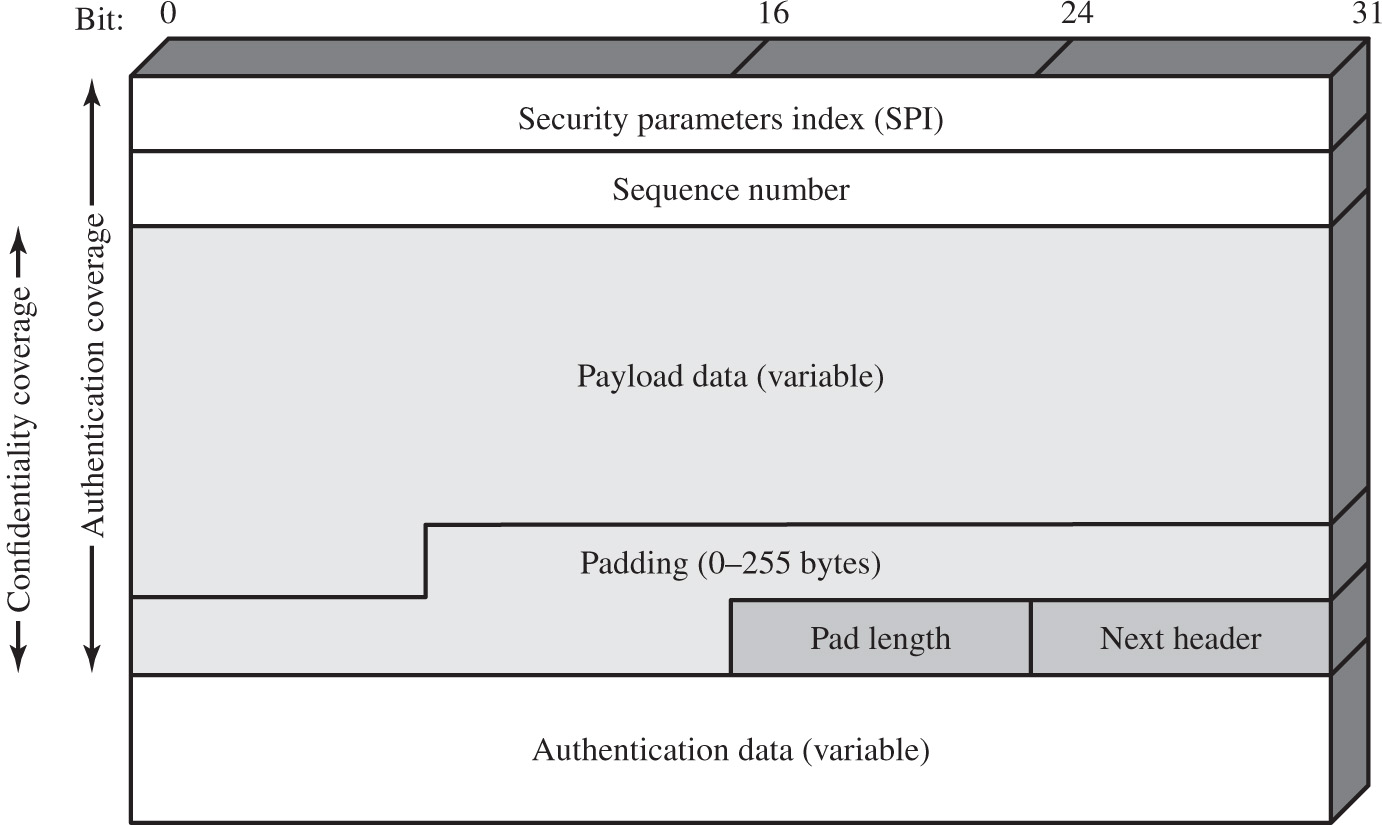 Bit: 0 16 24 31
Security parameters index (SPI)
Sequence number
Payload data (variable)
Padding (0–255 bytes)
Pad length
Next header
Authentication data (variable)
Confidentiality coverage
Authentication coverage